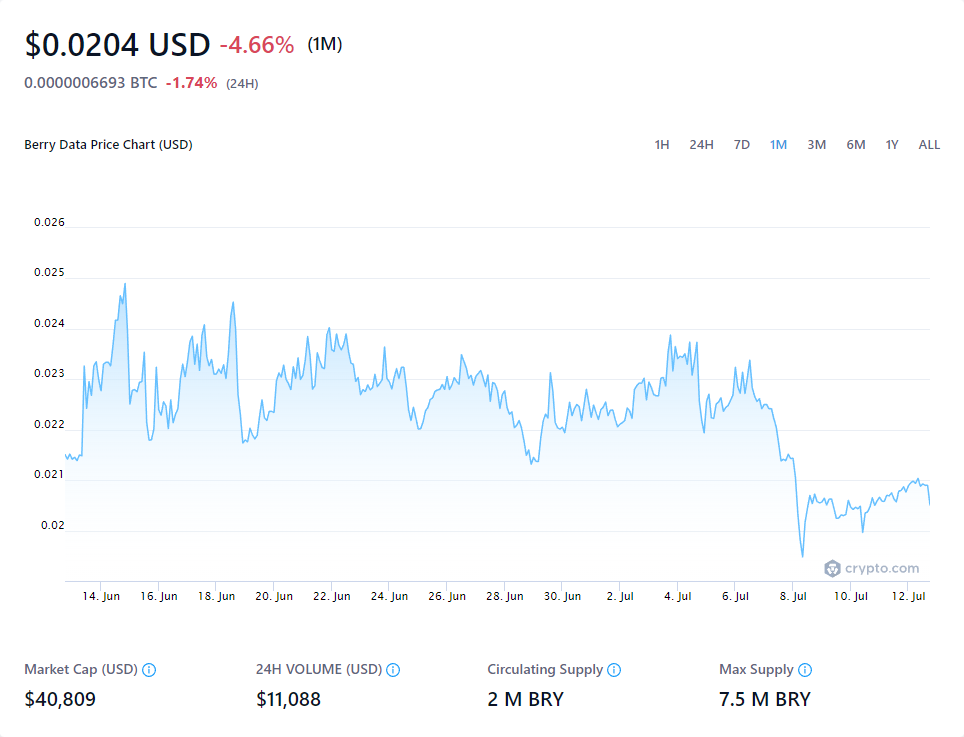 $0.0204 USD -4.66% (1M)
0.0000006693 BTC -1.74% (24H)
Berry Data Price Chart (USD)
1H 24H 7D 1M 3M 6M 1Y ALL
0.026
0.025
0.024
0.023
0.022
0.021
0.02
crypto.com
14. Jun 16. Jun 18. Jun 20. Jun 22. Jun 24. Jun 26. Jun 28. Jun 30. Jun 2. Jul 4. Jul 6. Jul 8. Jul 10. Jul 12. Jul
Market Cap (USD) 24H VOLUME (USD) Circulating Supply Max Supply
$40,809 $11,088 2 M BRY 7.5 M BRY